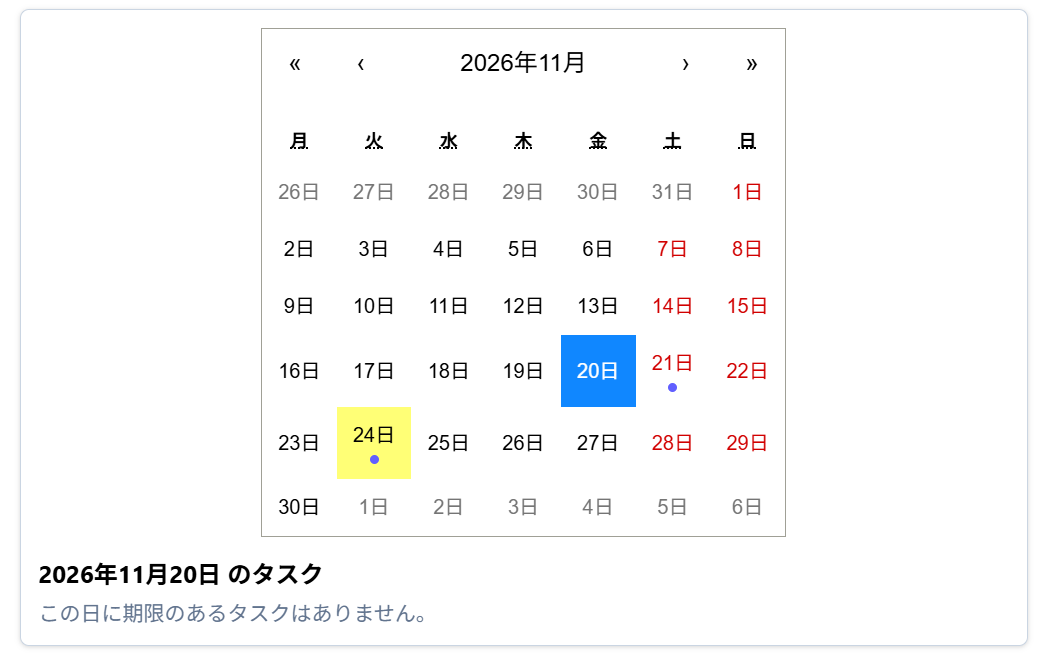 « ‹ 2026年11月 › »
月 火 水 木 金 土 日
26日 27日 28日 29日 30日 31日 1日
2日 3日 4日 5日 6日 7日 8日
9日 10日 11日 12日 13日 14日 15日
16日 17日 18日 19日 20日 21日 22日
23日 24日 25日 26日 27日 28日 29日
30日 1日 2日 3日 4日 5日 6日
2026年11月20日 のタスク
この日に期限のあるタスクはありません。